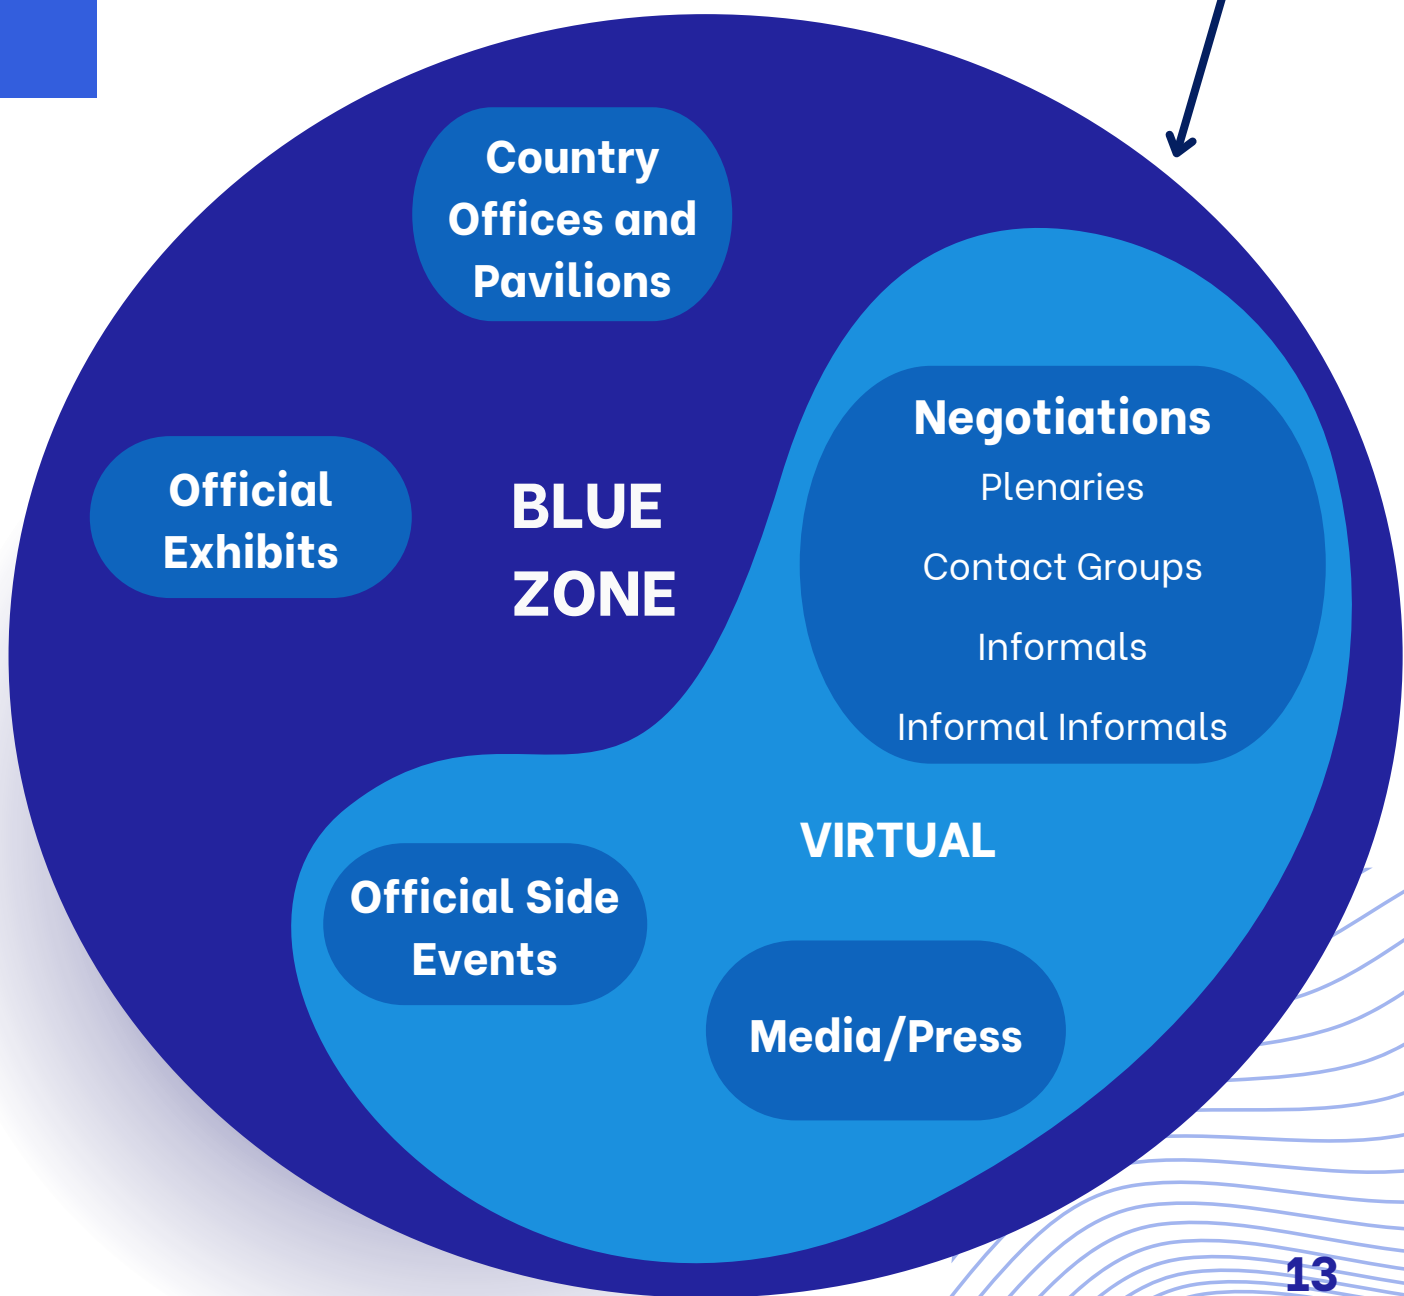 Country
Offices and
Pavilions
Official
Exhibits
BLUE
ZONE
Negotiations
Plenaries
Contact Groups
Informals
Informal Informals
VIRTUAL
Official Side
Events
Media/Press
13